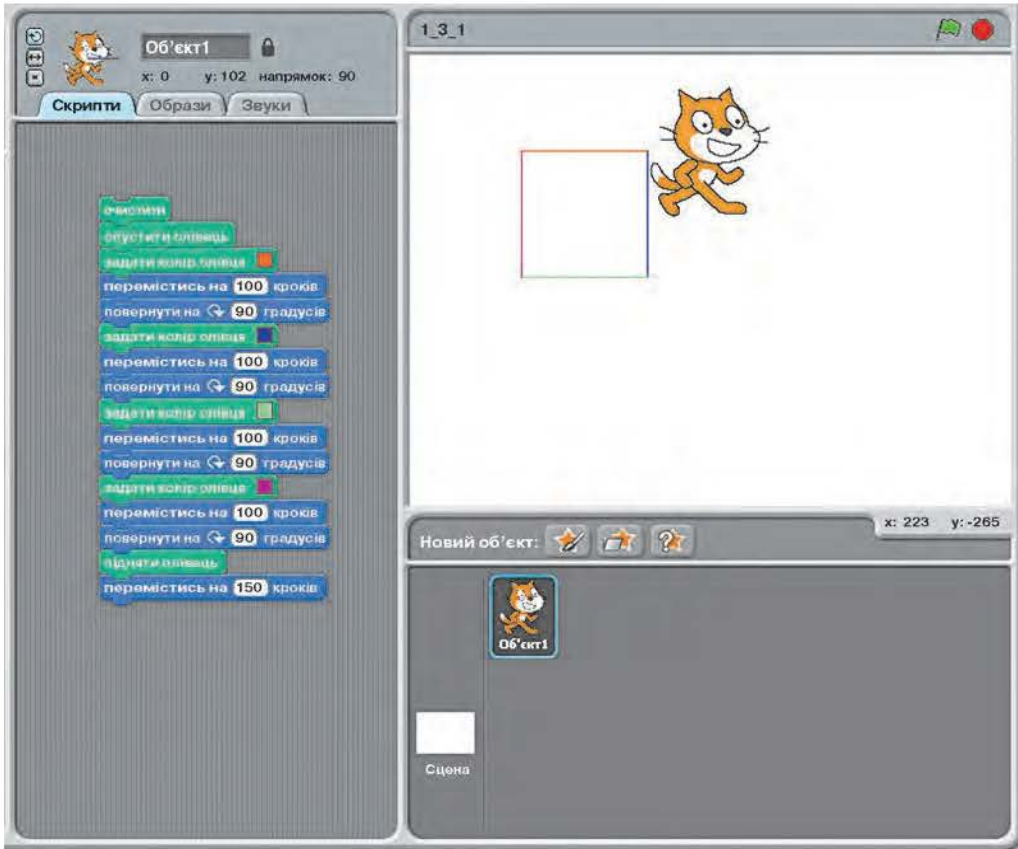 Об'єкт1
x: 0 y: 102 напрямок: 90
Скрипти Образи Звуки
очистити
опустити олівець
задати колір олівця
перемістись на 100 кроків
повернути на 90 градусів
задати колір олівця
перемістись на 100 кроків
повернути на 90 градусів
задати колір олівця
перемістись на 100 кроків
повернути на 90 градусів
задати колір олівця
перемістись на 100 кроків
повернути на 90 градусів
підняти олівець
перемістись на 150 кроків
1_3_1
x: 223 y: -265
Новий об'єкт:
Об'єкт1
Сцена